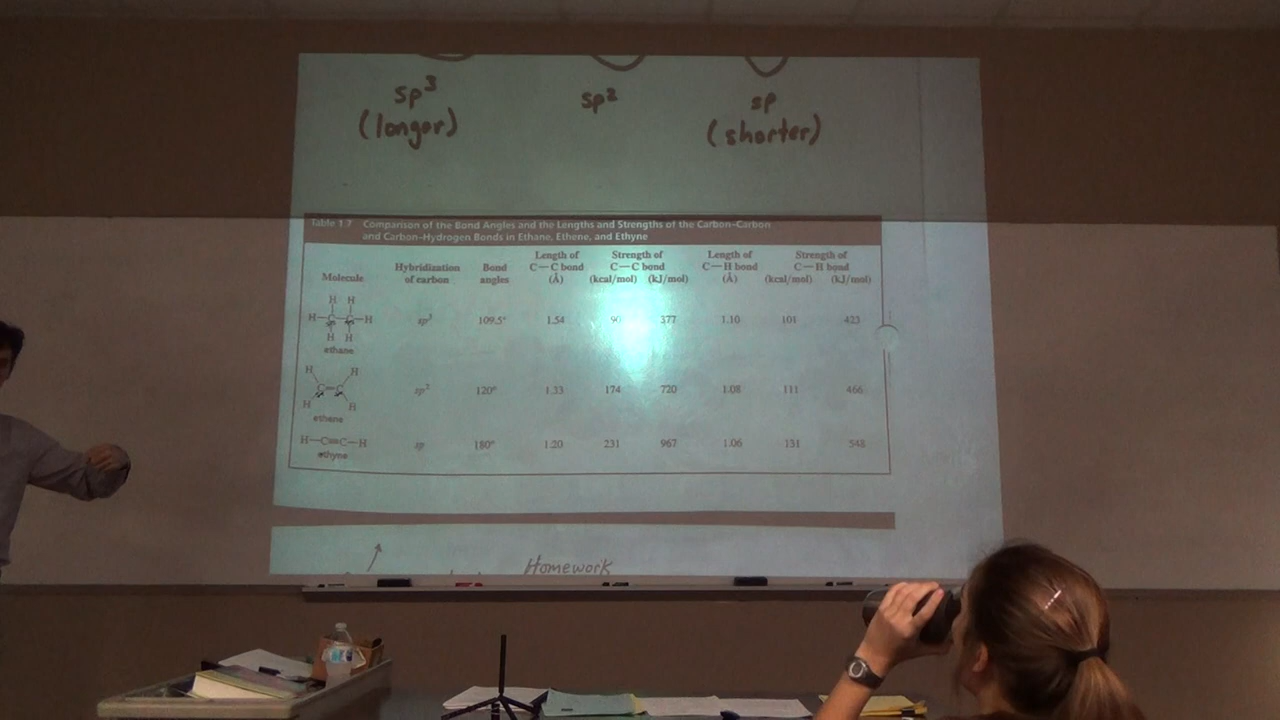 sp³ sp² sp
(longer) (shorter)
Table 1.7 Comparison of the Bond Angles and the Lengths and Strengths of the Carbon–Carbon
and Carbon–Hydrogen Bonds in Ethane, Ethene, and Ethyne
Length of Strength of Length of Strength of
Hybridization Bond C—C bond C—C bond C—H bond C—H bond
Molecule of carbon angles (Å) (kcal/mol) (kJ/mol) (Å) (kcal/mol) (kJ/mol)
H H
H—C—C—H sp³ 109.5° 1.54 90 377 1.10 101 423
H H
ethane
H H
C=C sp² 120° 1.33 174 720 1.08 111 466
H H
ethene
H—C≡C—H sp 180° 1.20 231 967 1.06 131 548
ethyne
Homework